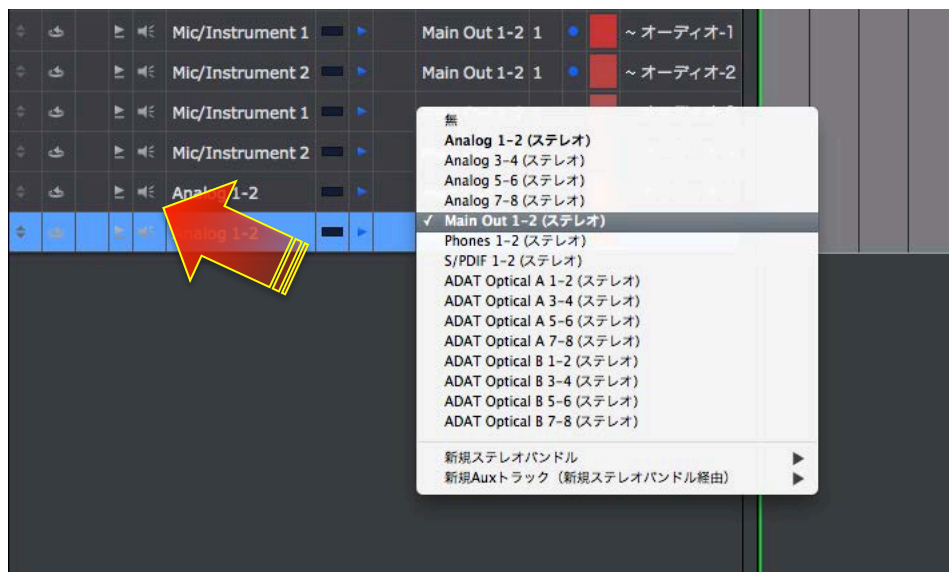 Mic/Instrument 1 Main Out 1-2 1 ~オーディオ-1
Mic/Instrument 2 Main Out 1-2 1 ~オーディオ-2
Mic/Instrument 1
Mic/Instrument 2
Analog 1-2
Analog 1-2
無
Analog 1-2 (ステレオ)
Analog 3-4 (ステレオ)
Analog 5-6 (ステレオ)
Analog 7-8 (ステレオ)
✓ Main Out 1-2 (ステレオ)
Phones 1-2 (ステレオ)
S/PDIF 1-2 (ステレオ)
ADAT Optical A 1-2 (ステレオ)
ADAT Optical A 3-4 (ステレオ)
ADAT Optical A 5-6 (ステレオ)
ADAT Optical A 7-8 (ステレオ)
ADAT Optical B 1-2 (ステレオ)
ADAT Optical B 3-4 (ステレオ)
ADAT Optical B 5-6 (ステレオ)
ADAT Optical B 7-8 (ステレオ)
新規ステレオバンドル
新規Auxトラック（新規ステレオバンドル経由）